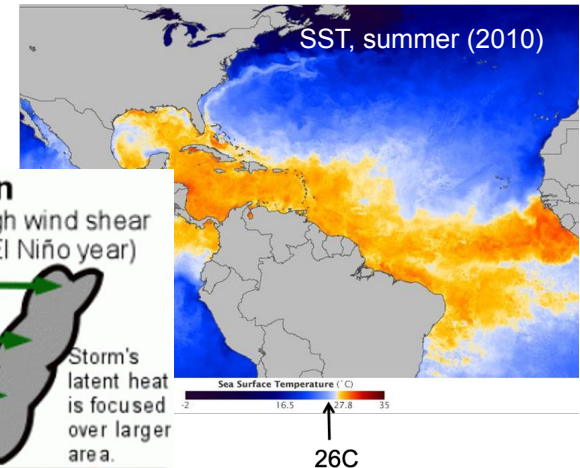 SST, summer (2010)
gh wind shear
El Niño year)
Storm's
latent heat
is focused
over larger
area.
Sea Surface Temperature (°C)
-2 16.5 27.8 35
26C